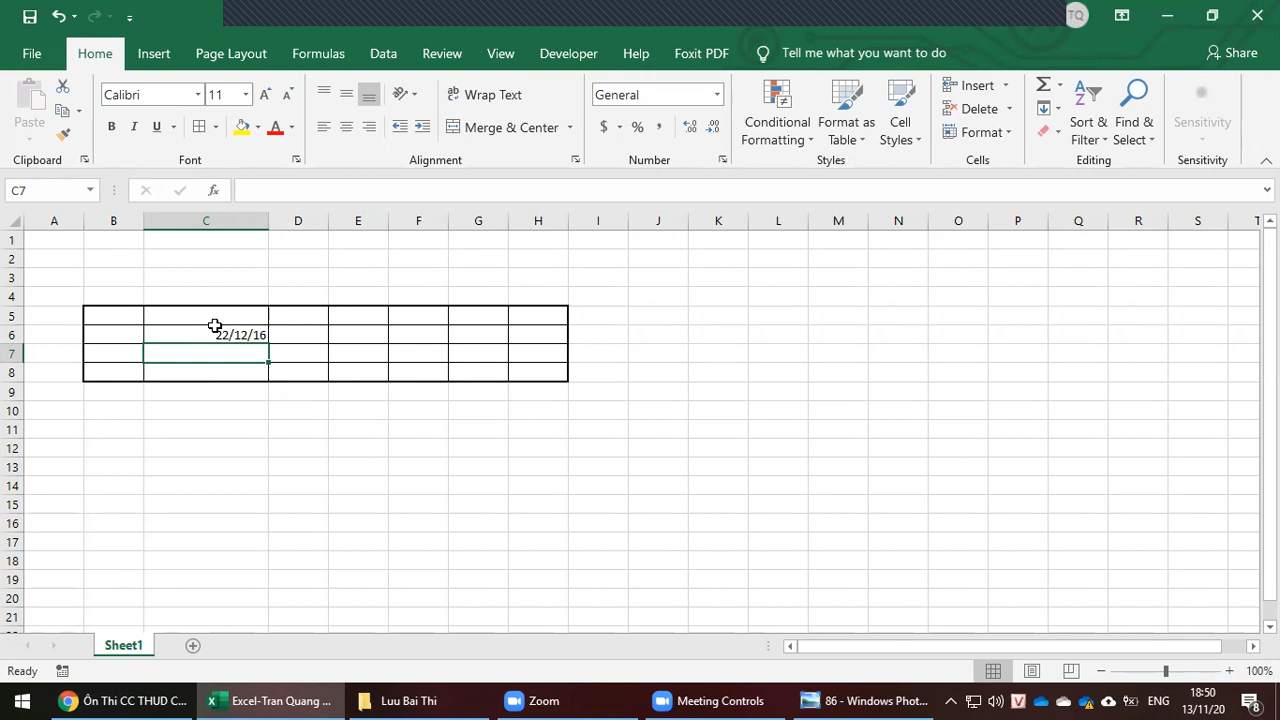 TQ
File Home Insert Page Layout Formulas Data Review View Developer Help Foxit PDF Tell me what you want to do Share
Paste
Clipboard
Calibri 11
B I U A
Font
Wrap Text
Merge & Center
Alignment
General
$ % ,
Number
Conditional Formatting
Format as Table
Cell Styles
Styles
Insert
Delete
Format
Cells
Sort & Filter
Find & Select
Editing
Sensitivity
Sensitivity
C7 fx
A B C D E F G H I J K L M N O P Q R S T
1
2
3
4
5
6 22/12/16
7
8
9
10
11
12
13
14
15
16
17
18
19
20
21
Sheet1
Ready 100%
Ôn Thi CC THUD C... Excel-Tran Quang ... Luu Bai Thi Zoom Meeting Controls 86 - Windows Phot... V ENG 18:50
13/11/20 8